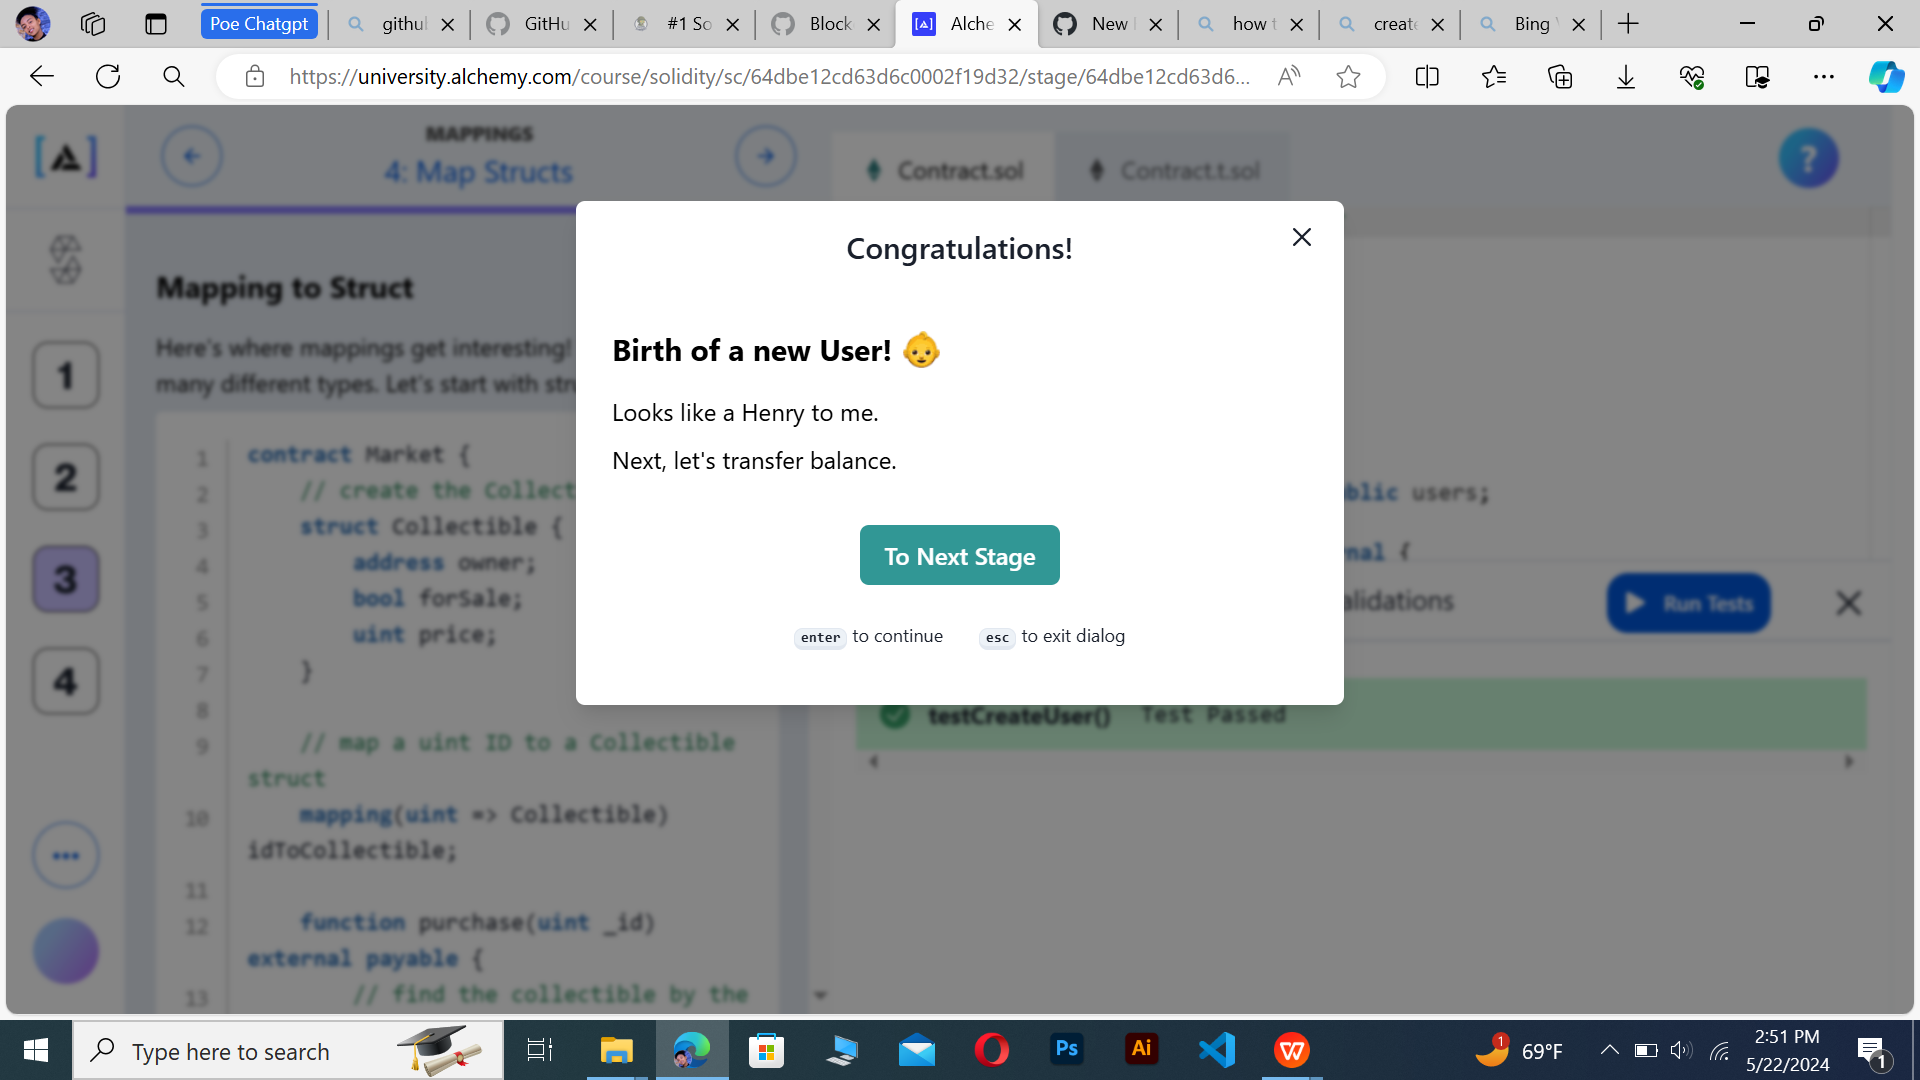 Poe Chatgpt
githu
GitHu
#1 So
Block
Alche
New
how t
create
Bing
https://university.alchemy.com/course/solidity/sc/64dbe12cd63d6c0002f19d32/stage/64dbe12cd63d6...
MAPPINGS
4: Map Structs
Contract.sol
Contract.t.sol
?
Mapping to Struct
Here's where mappings get interesting!
many different types. Let's start with stru
1
2
3
4
1 contract Market {
2 // create the Collect
3 struct Collectible {
4 address owner;
5 bool forSale;
6 uint price;
7 }
8
9 // map a uint ID to a Collectible
struct
10 mapping(uint => Collectible)
idToCollectible;
11
12 function purchase(uint _id)
external payable {
13 // find the collectible by the
Congratulations!
Birth of a new User!
Looks like a Henry to me.
Next, let's transfer balance.
To Next Stage
enter to continue
esc to exit dialog
blic users;
nal {
alidations
Run Tests
testCreateUser() Test Passed
Type here to search
Ps
Ai
W
1
69°F
2:51 PM
5/22/2024
1